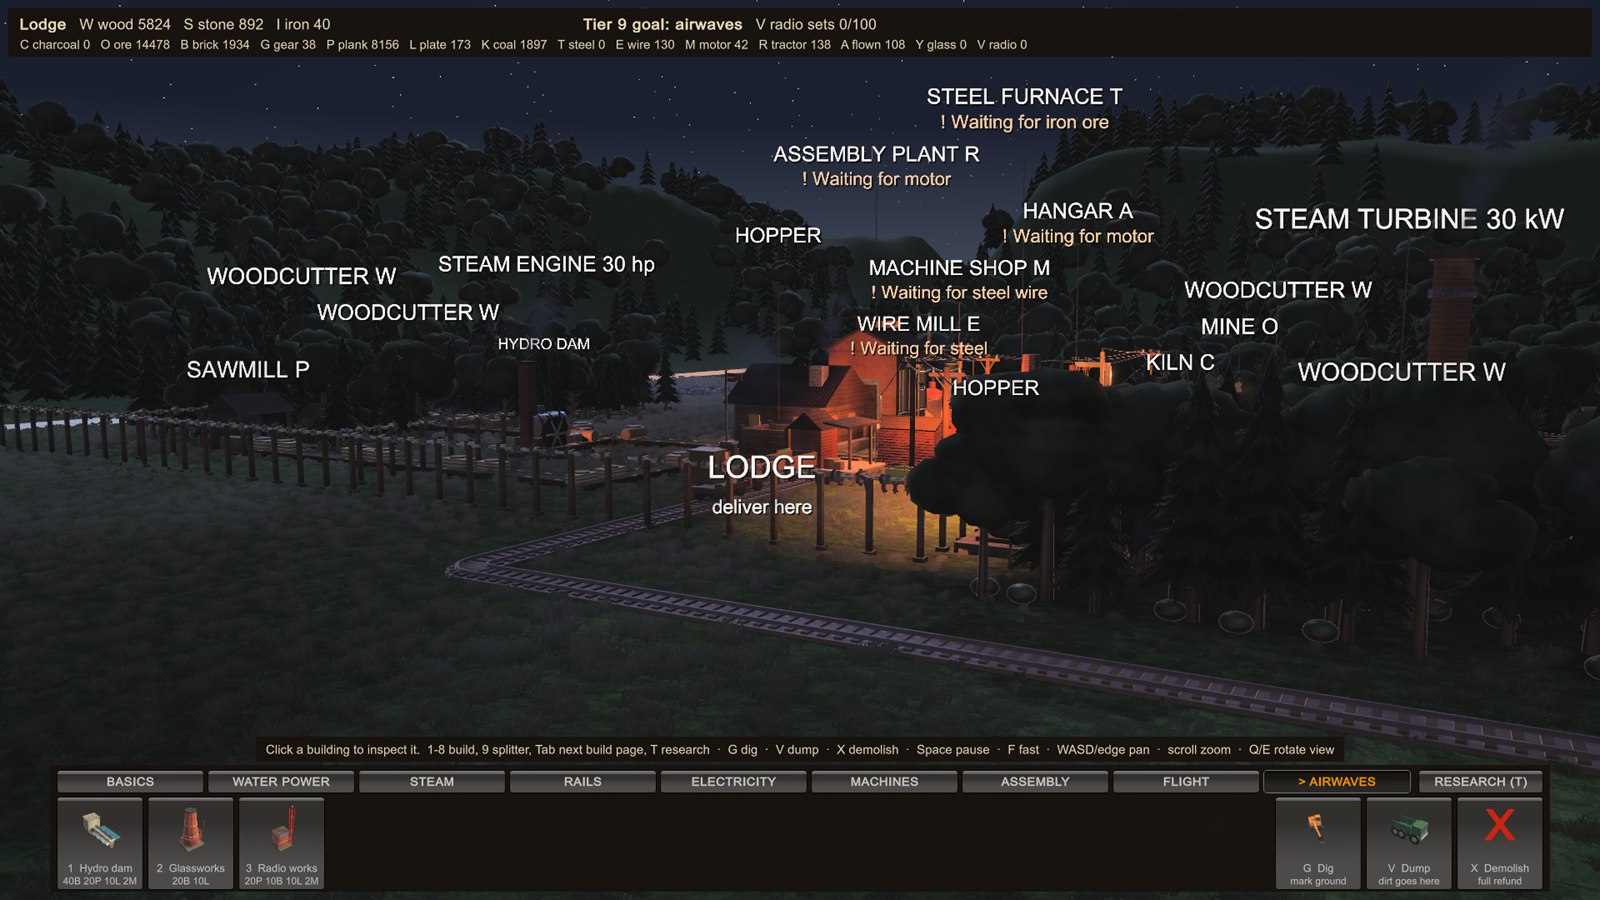 Lodge W wood 5824 S stone 892 I iron 40
Tier 9 goal: airwaves V radio sets 0/100
C charcoal 0 O ore 14478 B brick 1934 G gear 38 P plank 8156 L plate 173 K coal 1897 T steel 0 E wire 130 M motor 42 R tractor 138 A flown 108 Y glass 0 V radio 0
STEEL FURNACE T
! Waiting for iron ore
ASSEMBLY PLANT R
! Waiting for motor
HANGAR A
! Waiting for motor
STEAM TURBINE 30 kW
HOPPER
STEAM ENGINE 30 hp
MACHINE SHOP M
! Waiting for steel wire
WOODCUTTER W
WOODCUTTER W
WOODCUTTER W
WIRE MILL E
! Waiting for steel
MINE O
HYDRO DAM
KILN C
SAWMILL P
WOODCUTTER W
HOPPER
LODGE
deliver here
Click a building to inspect it. 1-8 build, 9 splitter, Tab next build page, T research · G dig · V dump · X demolish · Space pause · F fast · WASD/edge pan · scroll zoom · Q/E rotate view
BASICS
WATER POWER
STEAM
RAILS
ELECTRICITY
MACHINES
ASSEMBLY
FLIGHT
> AIRWAVES
RESEARCH (T)
1 Hydro dam
40B 20P 10L 2M
2 Glassworks
20B 10L
3 Radio works
20P 10B 10L 2M
G Dig
mark ground
V Dump
dirt goes here
X Demolish
full refund